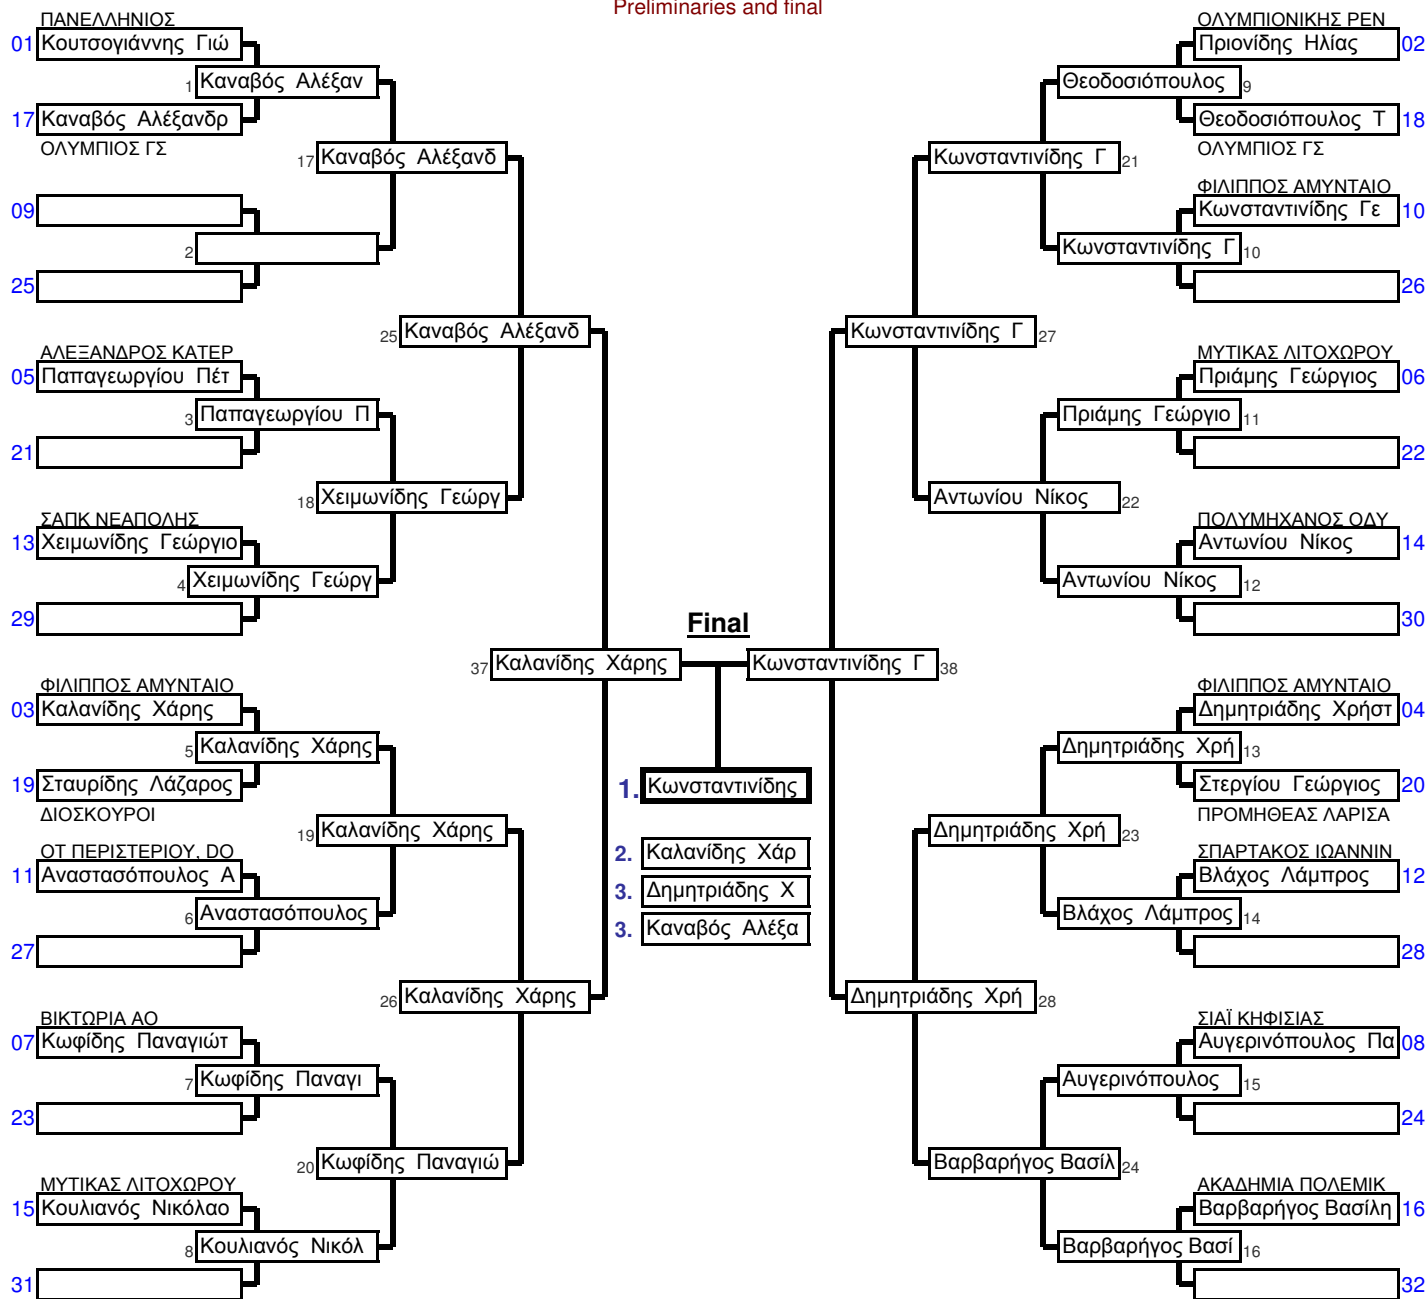 Preliminaries and final
ΠΑΝΕΛΛΗΝΙΟΣ
01 Κουτσογιάννης Γιώ
1 Καναβός Αλέξαν
17 Καναβός Αλέξανδρ
ΟΛΥΜΠΙΟΣ ΓΣ
17 Καναβός Αλέξανδ
09
2
25
25 Καναβός Αλέξανδ
ΑΛΕΞΑΝΔΡΟΣ ΚΑΤΕΡ
05 Παπαγεωργίου Πέτ
3 Παπαγεωργίου Π
21
18 Χειμωνίδης Γεώργ
ΣΑΠΚ ΝΕΑΠΟΛΗΣ
13 Χειμωνίδης Γεώργιο
4 Χειμωνίδης Γεώργ
29
37 Καλανίδης Χάρης
ΦΙΛΙΠΠΟΣ ΑΜΥΝΤΑΙΟ
03 Καλανίδης Χάρης
5 Καλανίδης Χάρης
19 Σταυρίδης Λάζαρος
ΔΙΟΣΚΟΥΡΟΙ
19 Καλανίδης Χάρης
ΟΤ ΠΕΡΙΣΤΕΡΙΟΥ, DO
11 Αναστασόπουλος Α
6 Αναστασόπουλος
27
26 Καλανίδης Χάρης
ΒΙΚΤΩΡΙΑ ΑΟ
07 Κωφίδης Παναγιώτ
7 Κωφίδης Παναγι
23
20 Κωφίδης Παναγιώ
ΜΥΤΙΚΑΣ ΛΙΤΟΧΩΡΟΥ
15 Κουλιανός Νικόλαο
8 Κουλιανός Νικόλ
31
Final
1. Κωνσταντινίδης
2. Καλανίδης Χάρ
3. Δημητριάδης Χ
3. Καναβός Αλέξα
ΟΛΥΜΠΙΟΝΙΚΗΣ ΡΕΝ
Πριονίδης Ηλίας 02
Θεοδοσιόπουλος 9
Θεοδοσιόπουλος Τ 18
ΟΛΥΜΠΙΟΣ ΓΣ
Κωνσταντινίδης Γ 21
ΦΙΛΙΠΠΟΣ ΑΜΥΝΤΑΙΟ
Κωνσταντινίδης Γε 10
Κωνσταντινίδης Γ 10
26
Κωνσταντινίδης Γ 27
ΜΥΤΙΚΑΣ ΛΙΤΟΧΩΡΟΥ
Πριάμης Γεώργιος 06
Πριάμης Γεώργιο 11
22
Αντωνίου Νίκος 22
ΠΟΛΥΜΗΧΑΝΟΣ ΟΔΥ
Αντωνίου Νίκος 14
Αντωνίου Νίκος 12
30
Κωνσταντινίδης Γ 38
ΦΙΛΙΠΠΟΣ ΑΜΥΝΤΑΙΟ
Δημητριάδης Χρήστ 04
Δημητριάδης Χρή 13
Στεργίου Γεώργιος 20
ΠΡΟΜΗΘΕΑΣ ΛΑΡΙΣΑ
Δημητριάδης Χρή 23
ΣΠΑΡΤΑΚΟΣ ΙΩΑΝΝΙΝ
Βλάχος Λάμπρος 12
Βλάχος Λάμπρος 14
28
Δημητριάδης Χρή 28
ΣΙΑΪ ΚΗΦΙΣΙΑΣ
Αυγερινόπουλος Πα 08
Αυγερινόπουλος 15
24
Βαρβαρήγος Βασίλ 24
ΑΚΑΔΗΜΙΑ ΠΟΛΕΜΙΚ
Βαρβαρήγος Βασίλη 16
Βαρβαρήγος Βασί 16
32